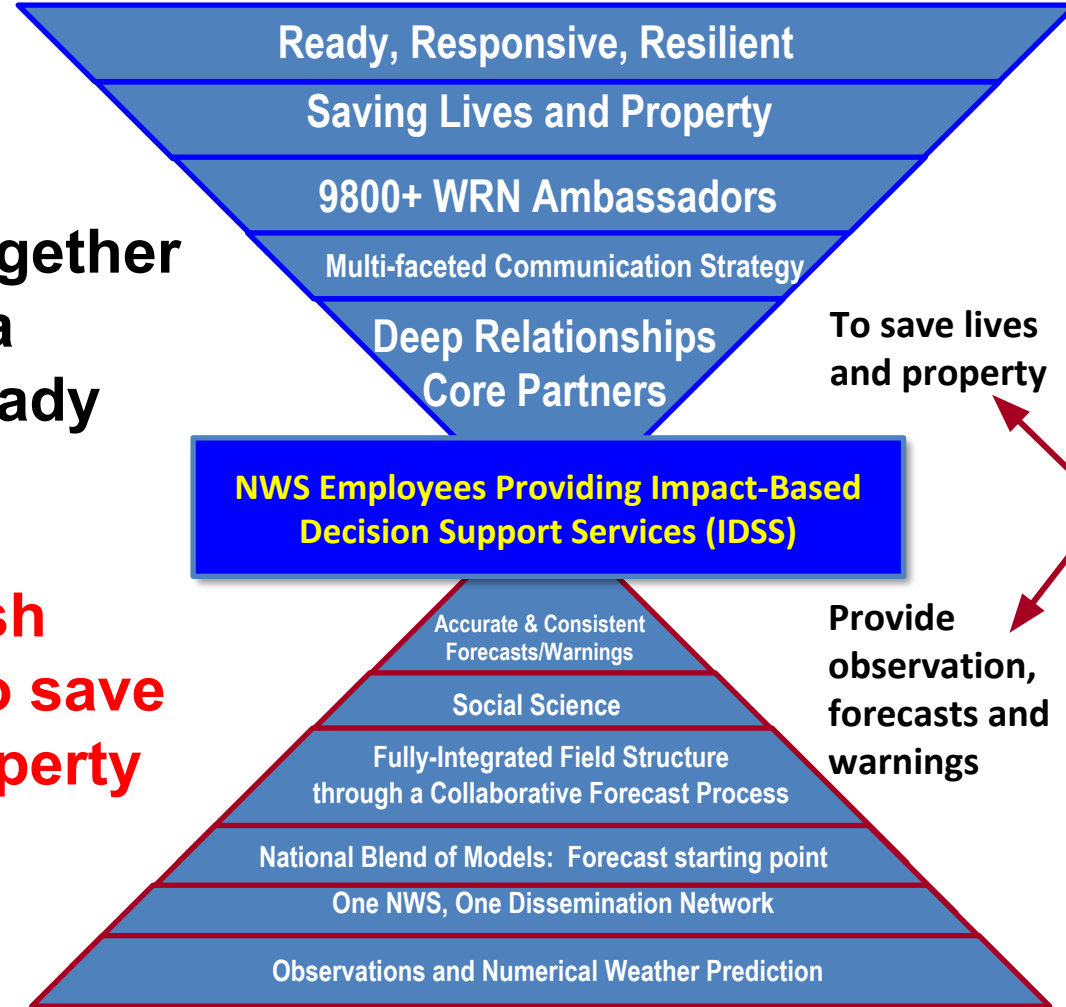 Ready, Responsive, Resilient
Saving Lives and Property
9800+ WRN Ambassadors
Multi-faceted Communication Strategy
Deep Relationships
Core Partners
gether
a
ady
sh
o save
perty
To save lives
and property
NWS Employees Providing Impact-Based
Decision Support Services (IDSS)
Provide
observation,
forecasts and
warnings
Accurate & Consistent
Forecasts/Warnings
Social Science
Fully-Integrated Field Structure
through a Collaborative Forecast Process
National Blend of Models: Forecast starting point
One NWS, One Dissemination Network
Observations and Numerical Weather Prediction